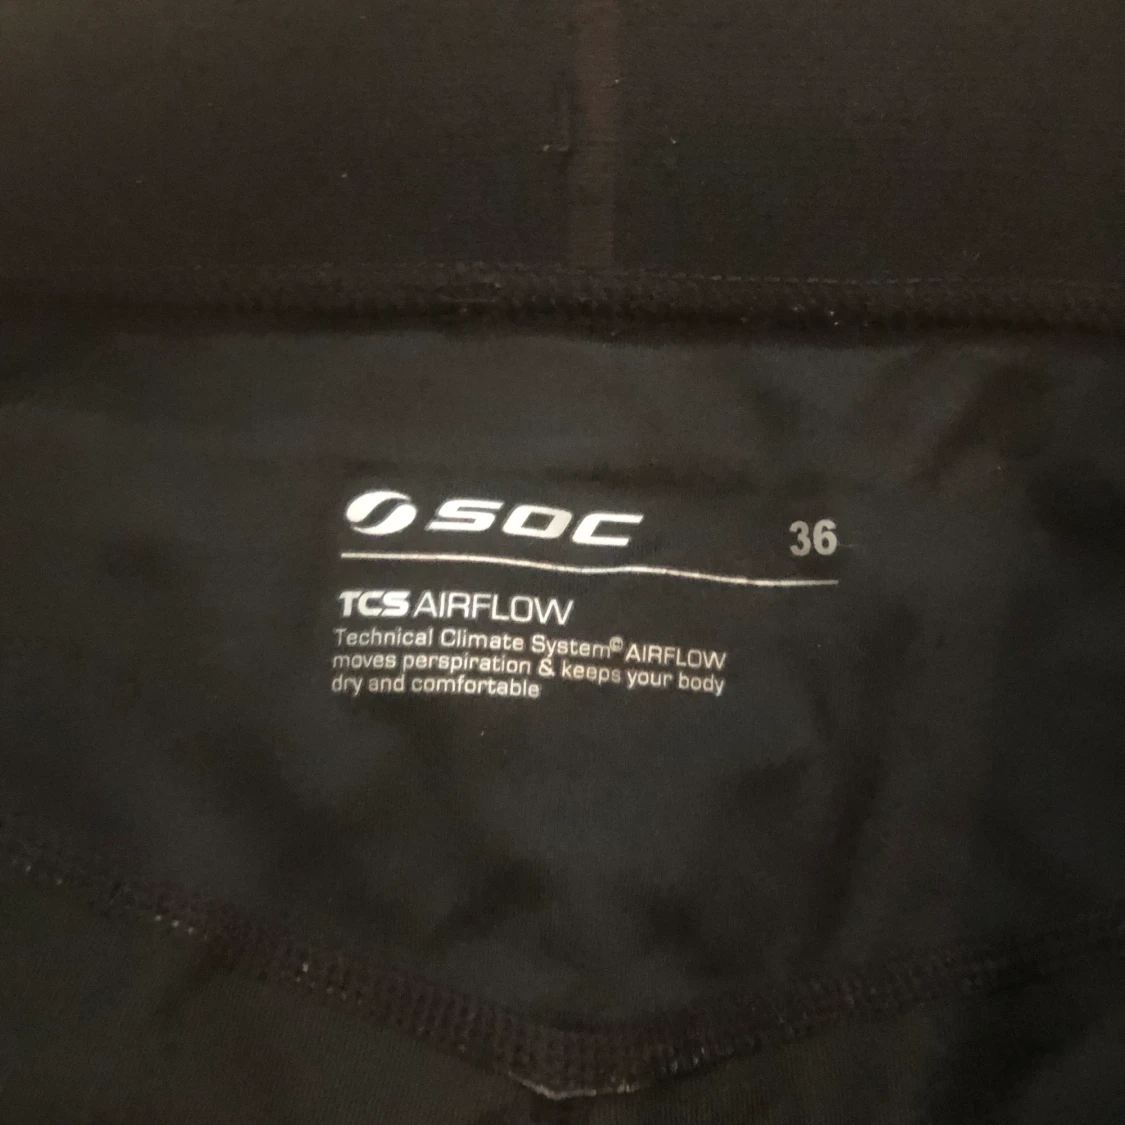 SOC 36
TCS AIRFLOW
Technical Climate System© AIRFLOW
moves perspiration & keeps your body
dry and comfortable